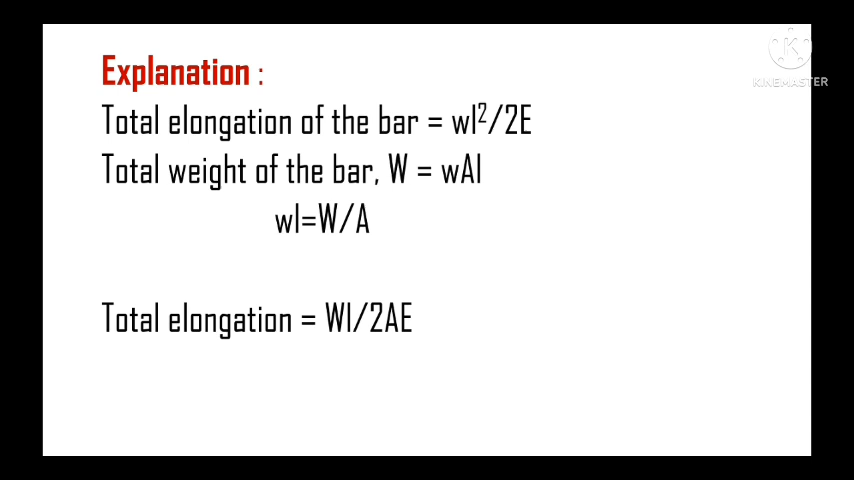 Explanation :
K
KINEMASTER
Total elongation of the bar = wl²/2E
Total weight of the bar, W = wAl
wl=W/A
Total elongation = Wl/2AE